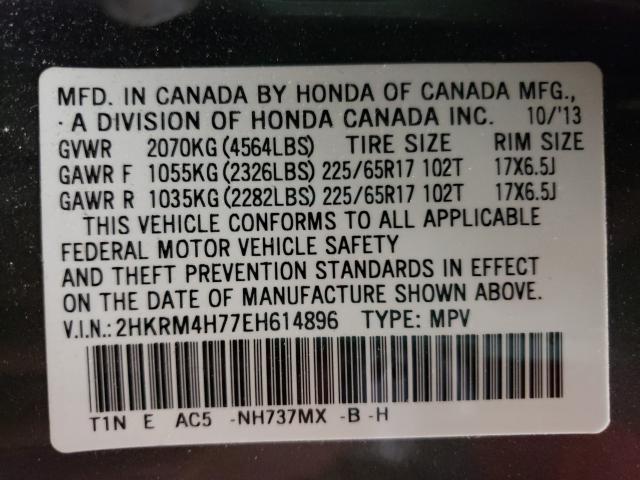 MFD. IN CANADA BY HONDA OF CANADA MFG.,
· A DIVISION OF HONDA CANADA INC. 10/'13
GVWR 2070KG (4564LBS) TIRE SIZE RIM SIZE
GAWR F 1055KG (2326LBS) 225/65R17 102T 17X6.5J
GAWR R 1035KG (2282LBS) 225/65R17 102T 17X6.5J
THIS VEHICLE CONFORMS TO ALL APPLICABLE
FEDERAL MOTOR VEHICLE SAFETY
AND THEFT PREVENTION STANDARDS IN EFFECT
ON THE DATE OF MANUFACTURE SHOWN ABOVE.
V.I.N.: 2HKRM4H77EH614896 TYPE: MPV
T1N E AC5 -NH737MX -B -H